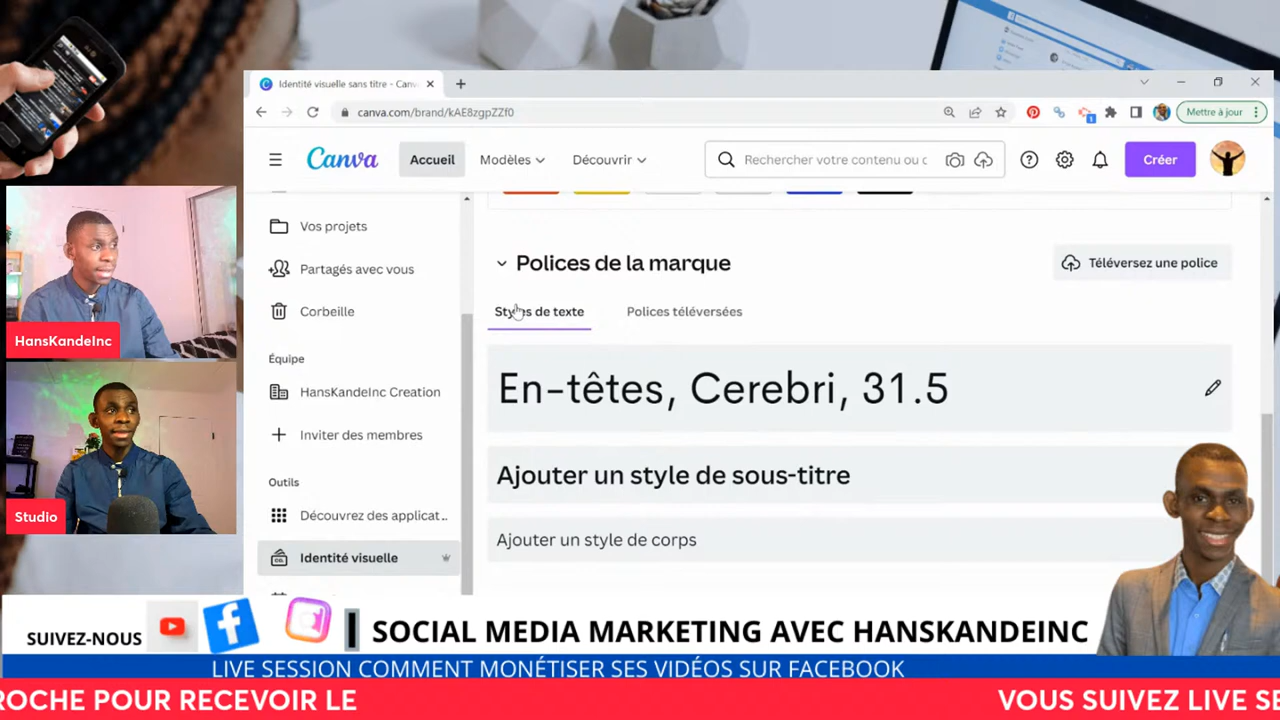 Identité visuelle sans titre - Canv
canva.com/brand/kAE8zgpZZf0
Mettre à jour
Canva
Accueil
Modèles
Découvrir
Rechercher votre contenu ou c
Créer
Vos projets
Partagés avec vous
Corbeille
Équipe
HansKandeInc Creation
Inviter des membres
Outils
Découvrez des applicat...
Identité visuelle
Polices de la marque
Téléversez une police
Styles de texte
Polices téléversées
En-têtes, Cerebri, 31.5
Ajouter un style de sous-titre
Ajouter un style de corps
HansKandeInc
Studio
SUIVEZ-NOUS
SOCIAL MEDIA MARKETING AVEC HANSKANDEINC
LIVE SESSION COMMENT MONÉTISER SES VIDÉOS SUR FACEBOOK
ROCHE POUR RECEVOIR LE
VOUS SUIVEZ LIVE SE